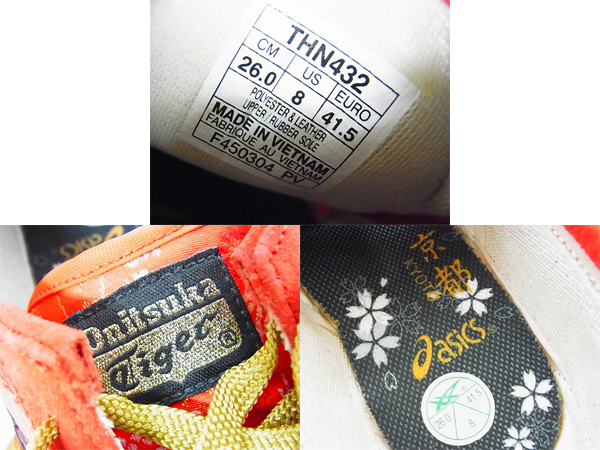 THN432
CM US EURO
26.0 8 41.5
POLYESTER & LEATHER
UPPER / RUBBER SOLE
MADE IN VIETNAM
FABRIQUE AU VIETNAM
F450304 PV
asics
Onitsuka
Tiger ®
京都
KYOTO
asics
26.0 41.5
8